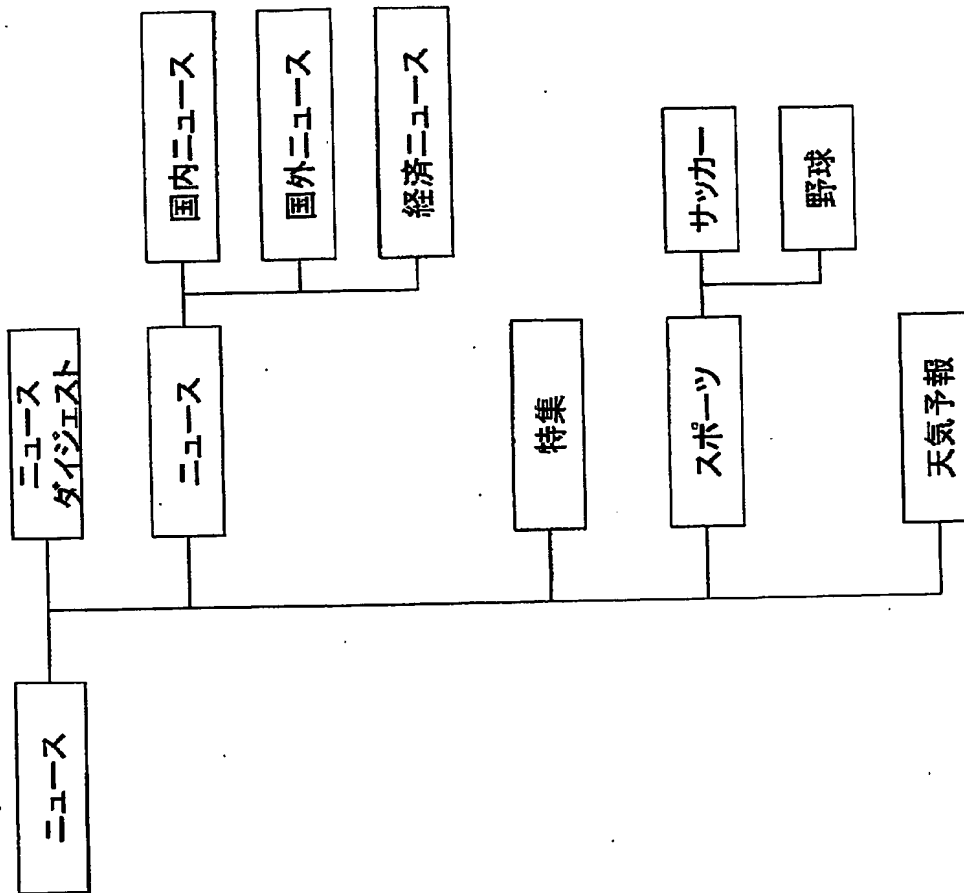 ニュース
ニュース
ダイジェスト
ニュース
国内ニュース
国外ニュース
経済ニュース
特集
スポーツ
サッカー
野球
天気予報